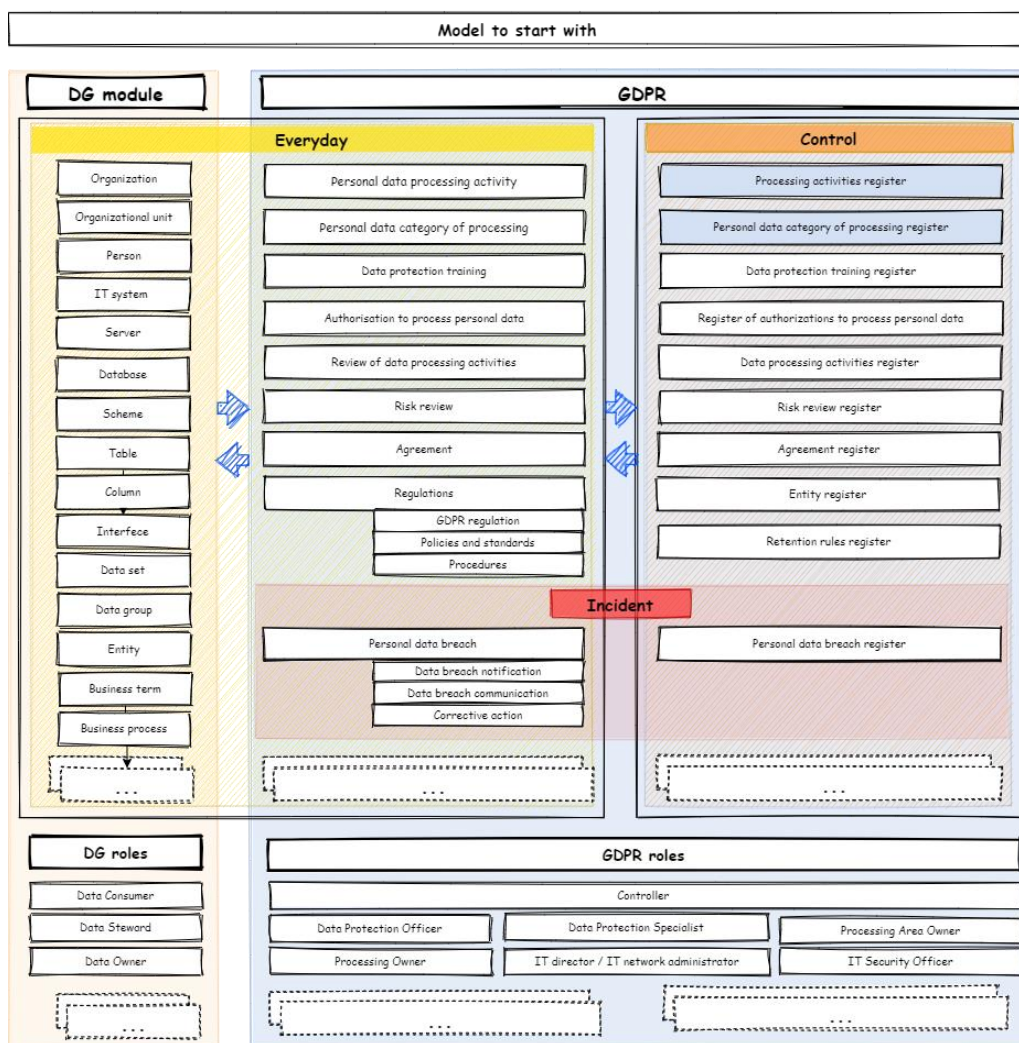 Model to start with
DG module
GDPR
Everyday
Control
Organization
Organizational unit
Person
IT system
Server
Database
Scheme
Table
Column
Interfece
Data set
Data group
Entity
Business term
Business process
...
Personal data processing activity
Personal data category of processing
Data protection training
Authorisation to process personal data
Review of data processing activities
Risk review
Agreement
Regulations
GDPR regulation
Policies and standards
Procedures
Incident
Personal data breach
Data breach notification
Data breach communication
Corrective action
...
Processing activities register
Personal data category of processing register
Data protection training register
Register of authorizations to process personal data
Data processing activities register
Risk review register
Agreement register
Entity register
Retention rules register
Personal data breach register
...
DG roles
Data Consumer
Data Steward
Data Owner
...
GDPR roles
Controller
Data Protection Officer
Data Protection Specialist
Processing Area Owner
Processing Owner
IT director / IT network administrator
IT Security Officer
...
...